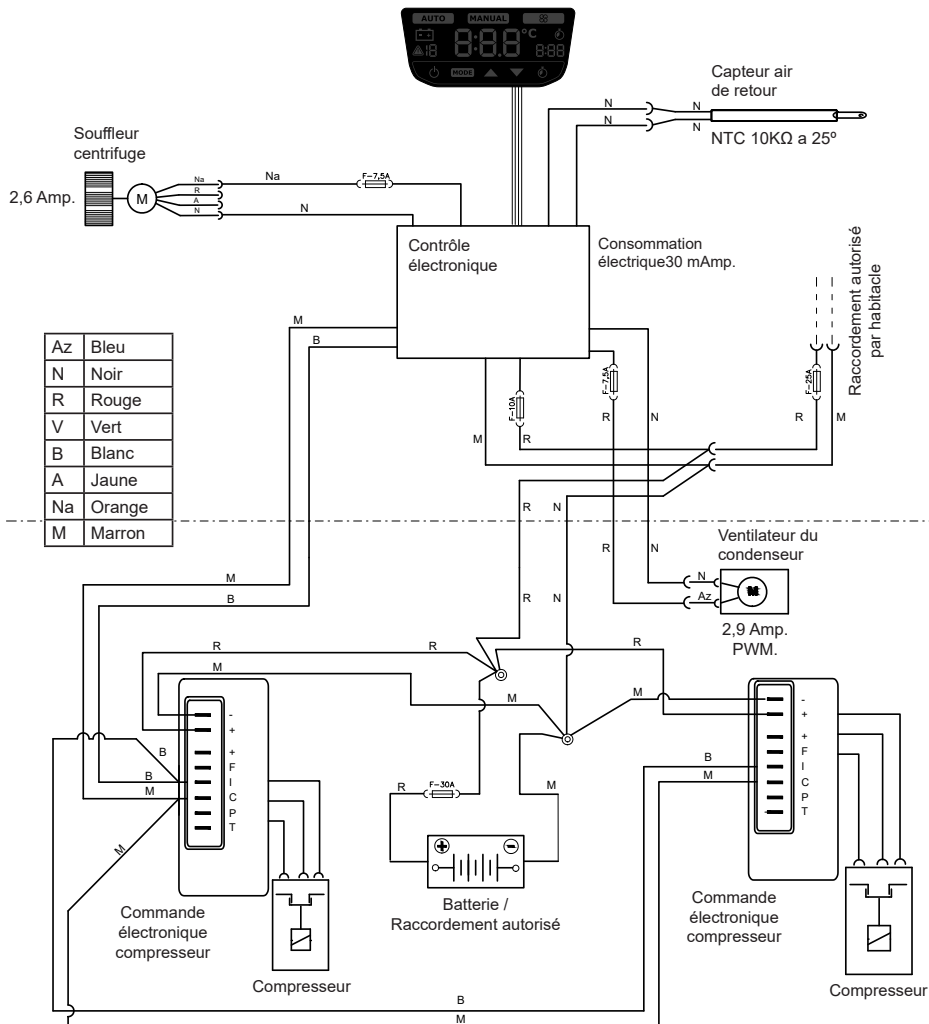 AUTO MANUAL
8:8.8 °C
18 8:88
MODE
Capteur air
de retour
N
N
N
N
NTC 10KΩ a 25º
Souffleur
centrifuge
2,6 Amp.
M
Na
R
A
N
Na
F-7,5A
N
Contrôle
électronique
Consommation
électrique30 mAmp.
Raccordement autorisé
par habitacle
M
B
Az Bleu
N Noir
R Rouge
V Vert
B Blanc
A Jaune
Na Orange
M Marron
F-10A
F-7,5A
F-25A
M
R
R
N
R
M
R
N
R
N
R
N
Ventilateur du
condenseur
N
Az
M
2,9 Amp.
PWM.
M
B
R
R
R
M
M
M
-
+
+
F
I
C
P
T
B
B
M
M
-
+
+
F
I
C
P
T
B
M
R
F-30A
M
+ -
Batterie /
Raccordement autorisé
Commande
électronique
compresseur
Compresseur
Commande
électronique
compresseur
Compresseur
B
M